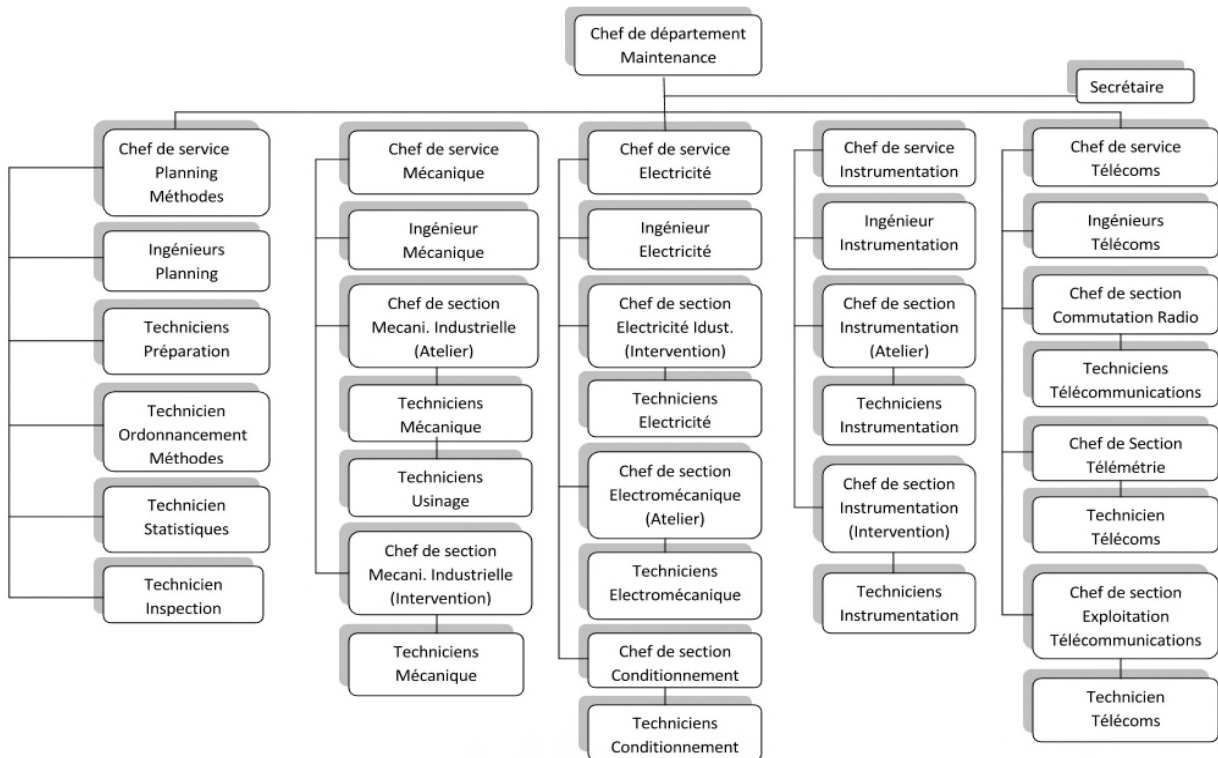 Chef de département
Maintenance
Secrétaire
Chef de service
Planning
Méthodes
Ingénieurs
Planning
Techniciens
Préparation
Technicien
Ordonnancement
Méthodes
Technicien
Statistiques
Technicien
Inspection
Chef de service
Mécanique
Ingénieur
Mécanique
Chef de section
Mecani. Industrielle
(Atelier)
Techniciens
Mécanique
Techniciens
Usinage
Chef de section
Mecani. Industrielle
(Intervention)
Techniciens
Mécanique
Chef de service
Electricité
Ingénieur
Electricité
Chef de section
Electricité Idust.
(Intervention)
Techniciens
Electricité
Chef de section
Electromécanique
(Atelier)
Techniciens
Electromécanique
Chef de section
Conditionnement
Techniciens
Conditionnement
Chef de service
Instrumentation
Ingénieur
Instrumentation
Chef de section
Instrumentation
(Atelier)
Techniciens
Instrumentation
Chef de section
Instrumentation
(Intervention)
Techniciens
Instrumentation
Chef de service
Télécoms
Ingénieurs
Télécoms
Chef de section
Commutation Radio
Techniciens
Télécommunications
Chef de Section
Télémétrie
Technicien
Télécoms
Chef de section
Exploitation
Télécommunications
Technicien
Télécoms